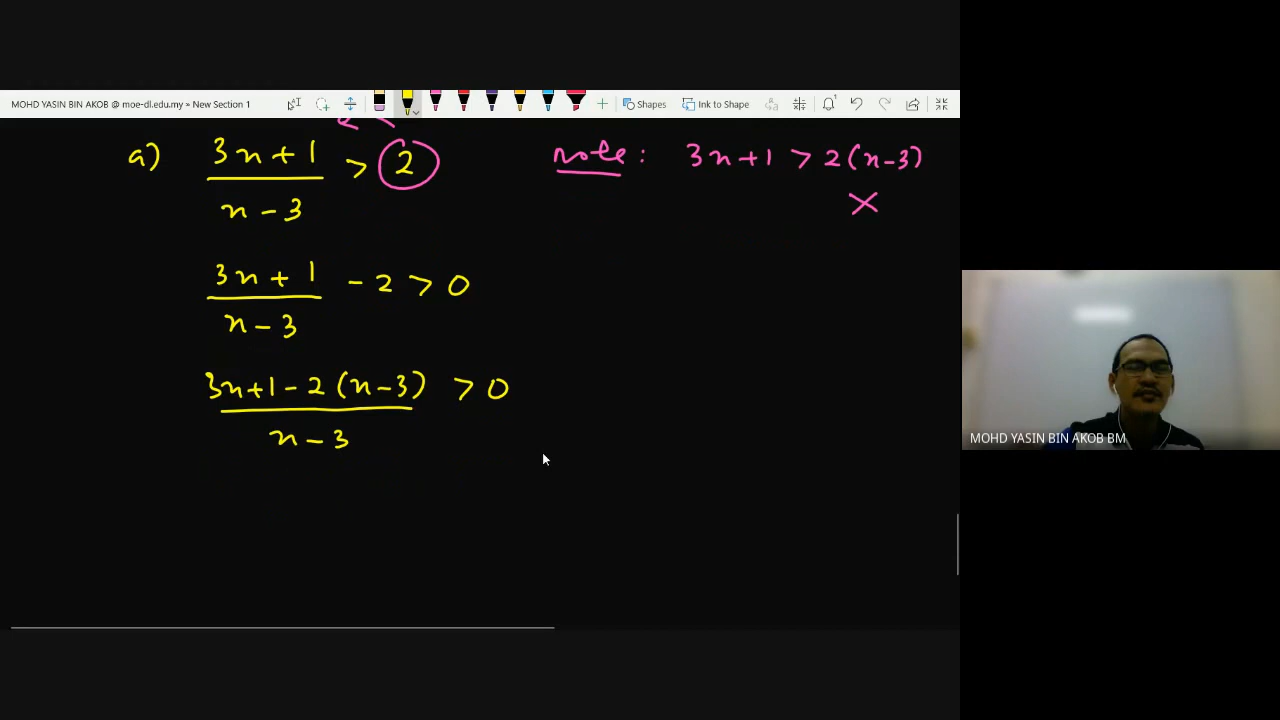 MOHD YASIN BIN AKOB @ moe-dl.edu.my » New Section 1
Shapes
Ink to Shape
a) 3x+1 / x-3 > 2
note: 3x+1 > 2(x-3)
×
3x+1 / x-3 - 2 > 0
3x+1-2(x-3) / x-3 > 0
MOHD YASIN BIN AKOB BM